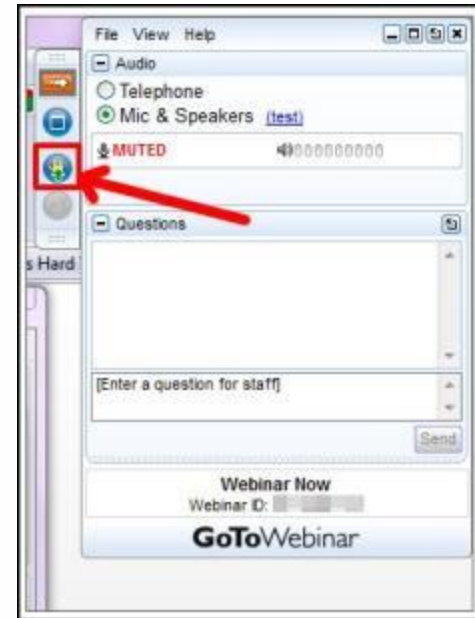 File View Help
Audio
Telephone
Mic & Speakers (test)
MUTED 000000000
Questions
s Hard
[Enter a question for staff]
Send
Webinar Now
Webinar ID:
GoToWebinar